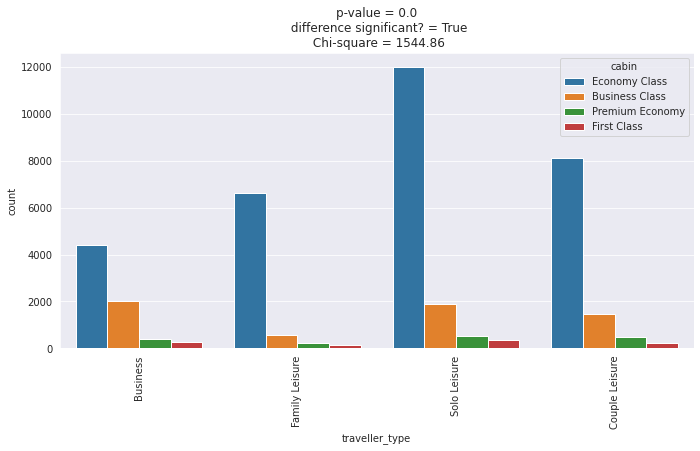 p-value = 0.0
difference significant? = True
Chi-square = 1544.86
cabin
Economy Class
Business Class
Premium Economy
First Class
12000
10000
8000
6000
4000
2000
0
count
Business
Family Leisure
Solo Leisure
Couple Leisure
traveller_type